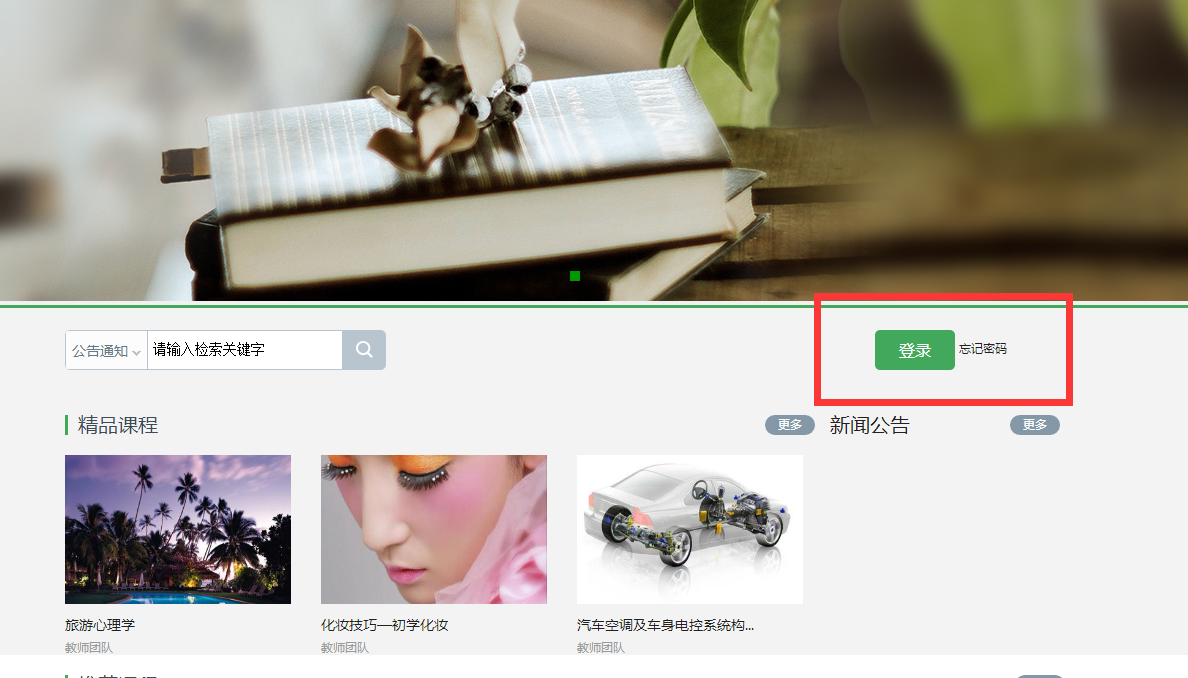 公告通知
请输入检索关键字
登录 忘记密码
精品课程
更多
新闻公告
更多
旅游心理学
教师团队
化妆技巧—初学化妆
教师团队
汽车空调及车身电控系统构...
教师团队